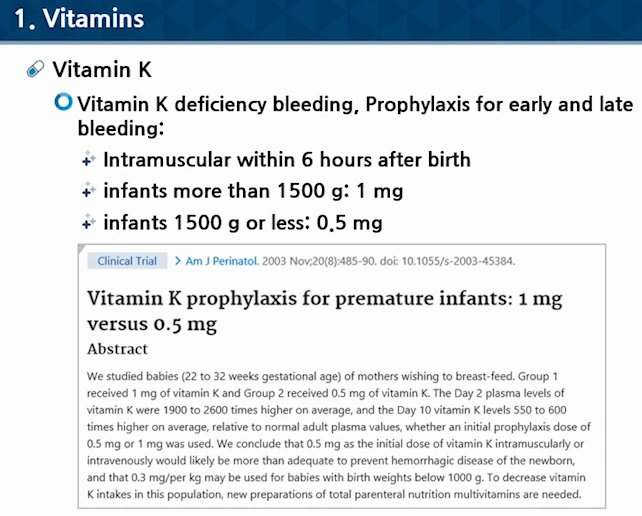 1. Vitamins
Vitamin K
Vitamin K deficiency bleeding, Prophylaxis for early and late
bleeding:
Intramuscular within 6 hours after birth
infants more than 1500 g: 1 mg
infants 1500 g or less: 0.5 mg
Clinical Trial > Am J Perinatol. 2003 Nov;20(8):485-90. doi: 10.1055/s-2003-45384.
Vitamin K prophylaxis for premature infants: 1 mg
versus 0.5 mg
Abstract
We studied babies (22 to 32 weeks gestational age) of mothers wishing to breast-feed. Group 1
received 1 mg of vitamin K and Group 2 received 0.5 mg of vitamin K. The Day 2 plasma levels of
vitamin K were 1900 to 2600 times higher on average, and the Day 10 vitamin K levels 550 to 600
times higher on average, relative to normal adult plasma values, whether an initial prophylaxis dose of
0.5 mg or 1 mg was used. We conclude that 0.5 mg as the initial dose of vitamin K intramuscularly or
intravenously would likely be more than adequate to prevent hemorrhagic disease of the newborn,
and that 0.3 mg/per kg may be used for babies with birth weights below 1000 g. To decrease vitamin
K intakes in this population, new preparations of total parenteral nutrition multivitamins are needed.